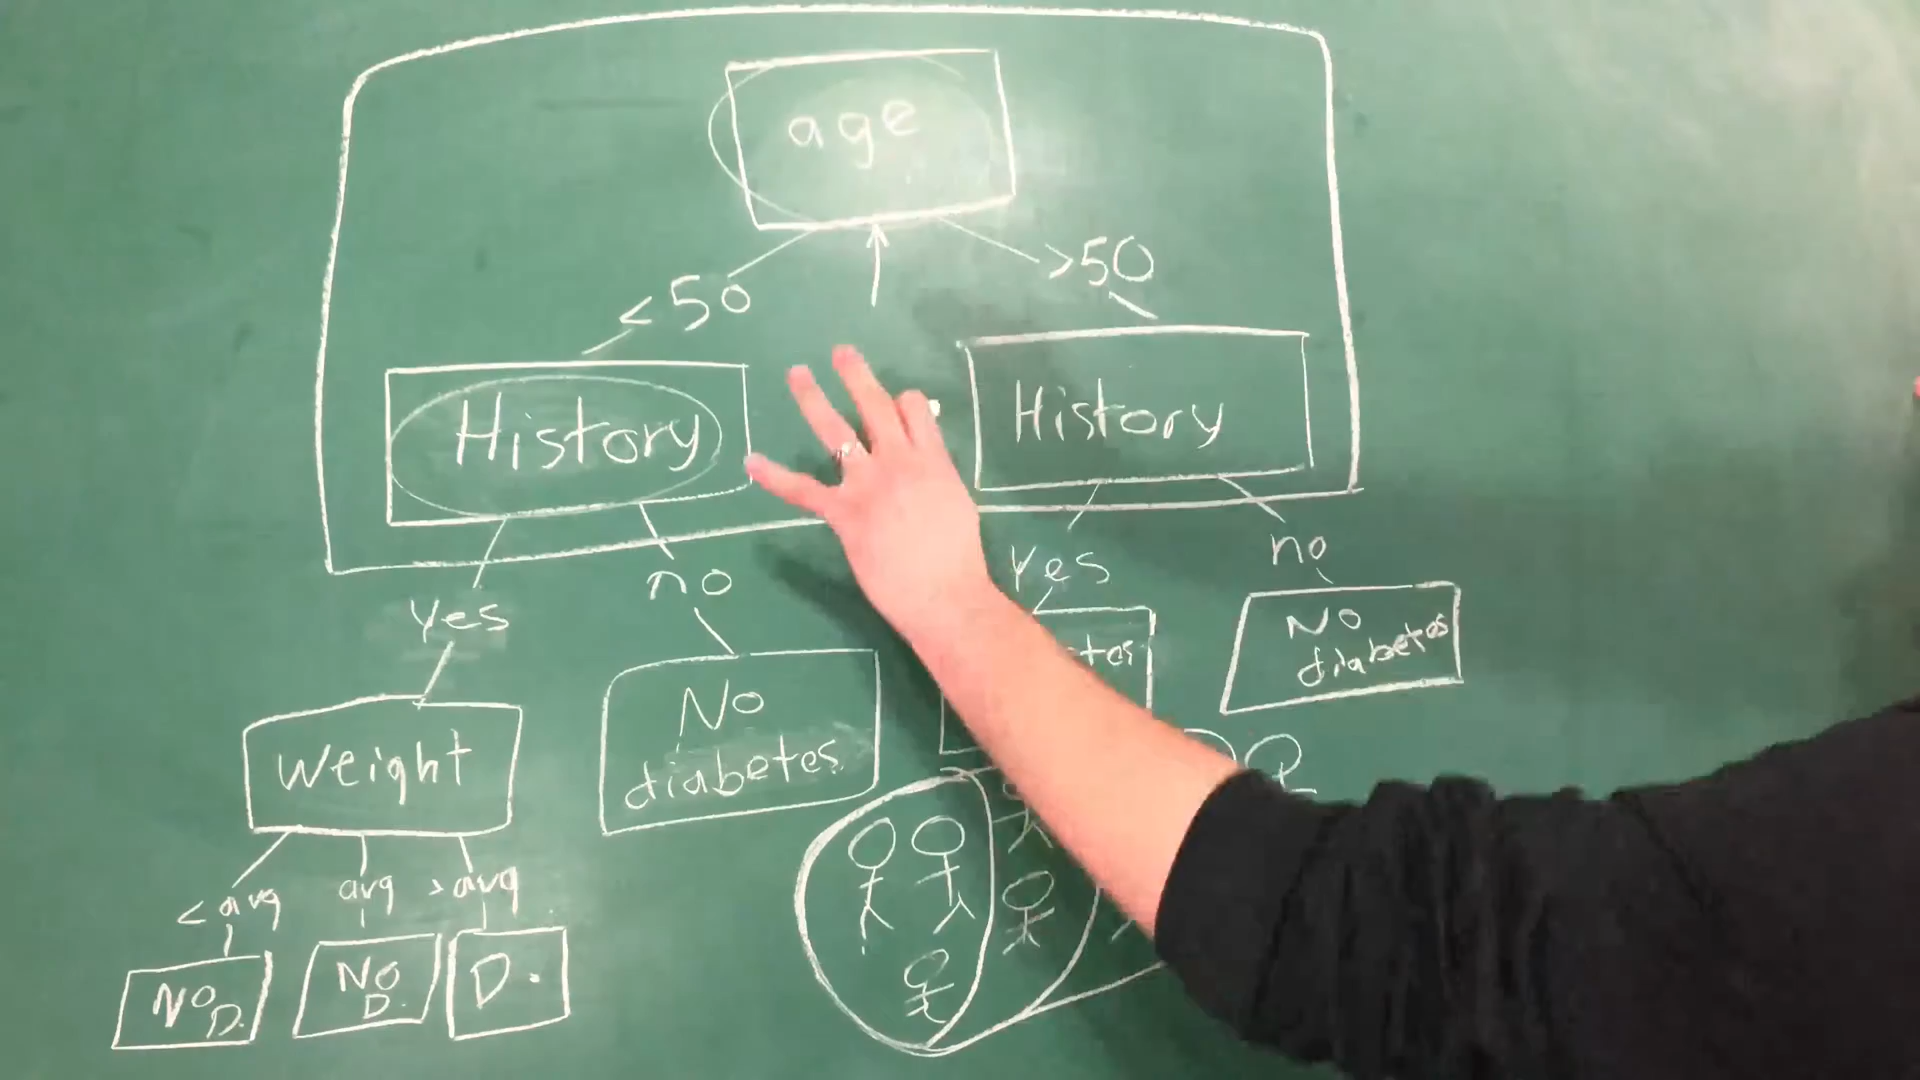 age
<50
>50
History
History
yes
no
yes
no
No
diabetes
weight
No
diabetes
<avg
avg
>avg
No
D.
No
D.
D.